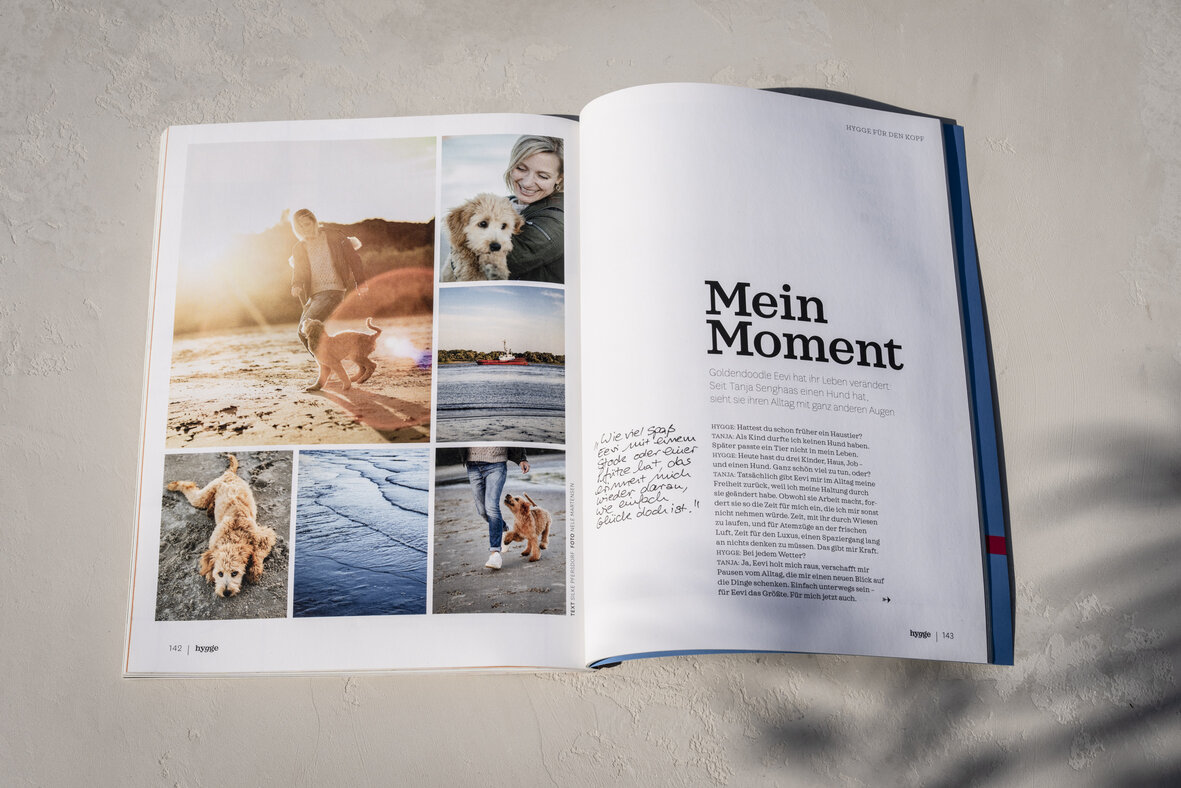 TEXT SILKE PFERSDORF FOTO NELE MARTENSEN
142 | hygge
HYGGE FÜR DEN KOPF
Mein
Moment
Goldendoodle Eevi hat ihr Leben verändert:
Seit Tanja Senghaas einen Hund hat,
sieht sie ihren Alltag mit ganz anderen Augen
„Wie viel Spaß
Eevi mit einem
Stock oder einer
Pfütze hat, das
erinnert mich
wieder daran,
wie einfach
Glück doch ist."
HYGGE: Hattest du schon früher ein Haustier?
TANJA: Als Kind durfte ich keinen Hund haben.
Später passte ein Tier nicht in mein Leben.
HYGGE: Heute hast du drei Kinder, Haus, Job –
und einen Hund. Ganz schön viel zu tun, oder?
TANJA: Tatsächlich gibt Eevi mir im Alltag meine
Freiheit zurück, weil ich meine Haltung durch
sie geändert habe. Obwohl sie Arbeit macht, for-
dert sie so die Zeit für mich ein, die ich mir sonst
nicht nehmen würde. Zeit, mit ihr durch Wiesen
zu laufen, und für Atemzüge an der frischen
Luft, Zeit für den Luxus, einen Spaziergang lang
an nichts denken zu müssen. Das gibt mir Kraft.
HYGGE: Bei jedem Wetter?
TANJA: Ja, Eevi holt mich raus, verschafft mir
Pausen vom Alltag, die mir einen neuen Blick auf
die Dinge schenken. Einfach unterwegs sein –
für Eevi das Größte. Für mich jetzt auch.
hygge | 143